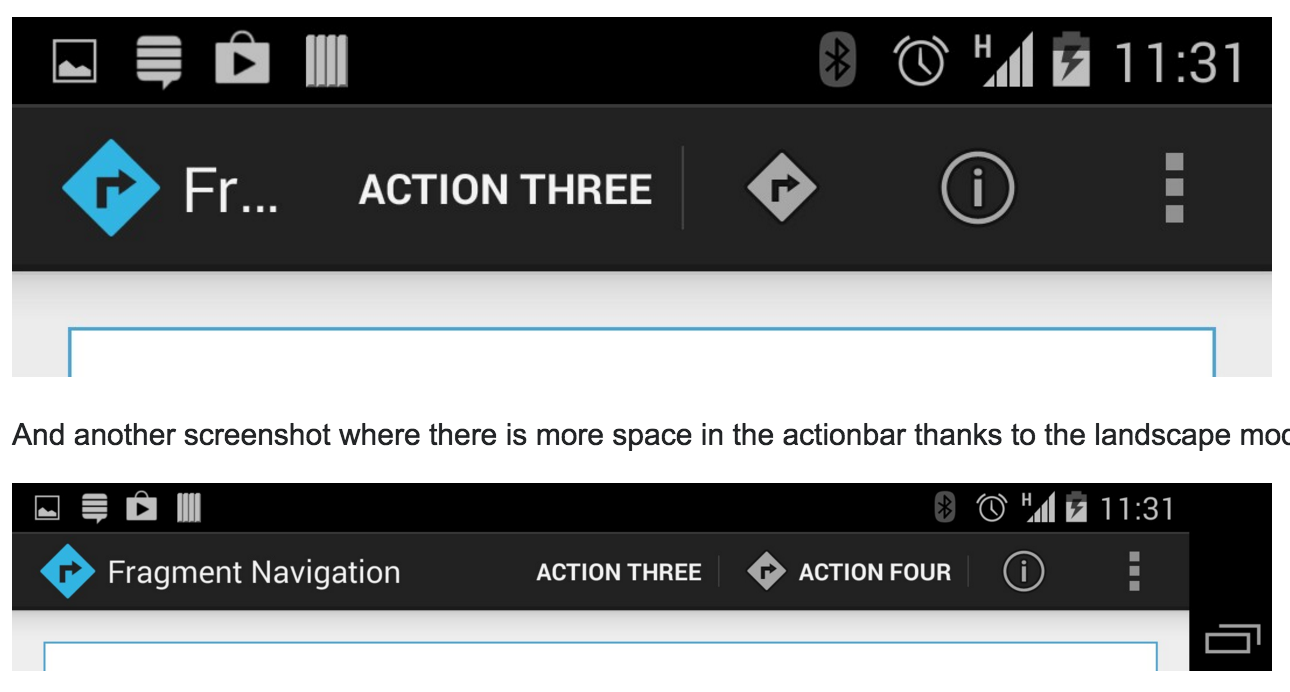 H 11:31
Fr... ACTION THREE
And another screenshot where there is more space in the actionbar thanks to the landscape
H 11:31
Fragment Navigation ACTION THREE ACTION FOUR